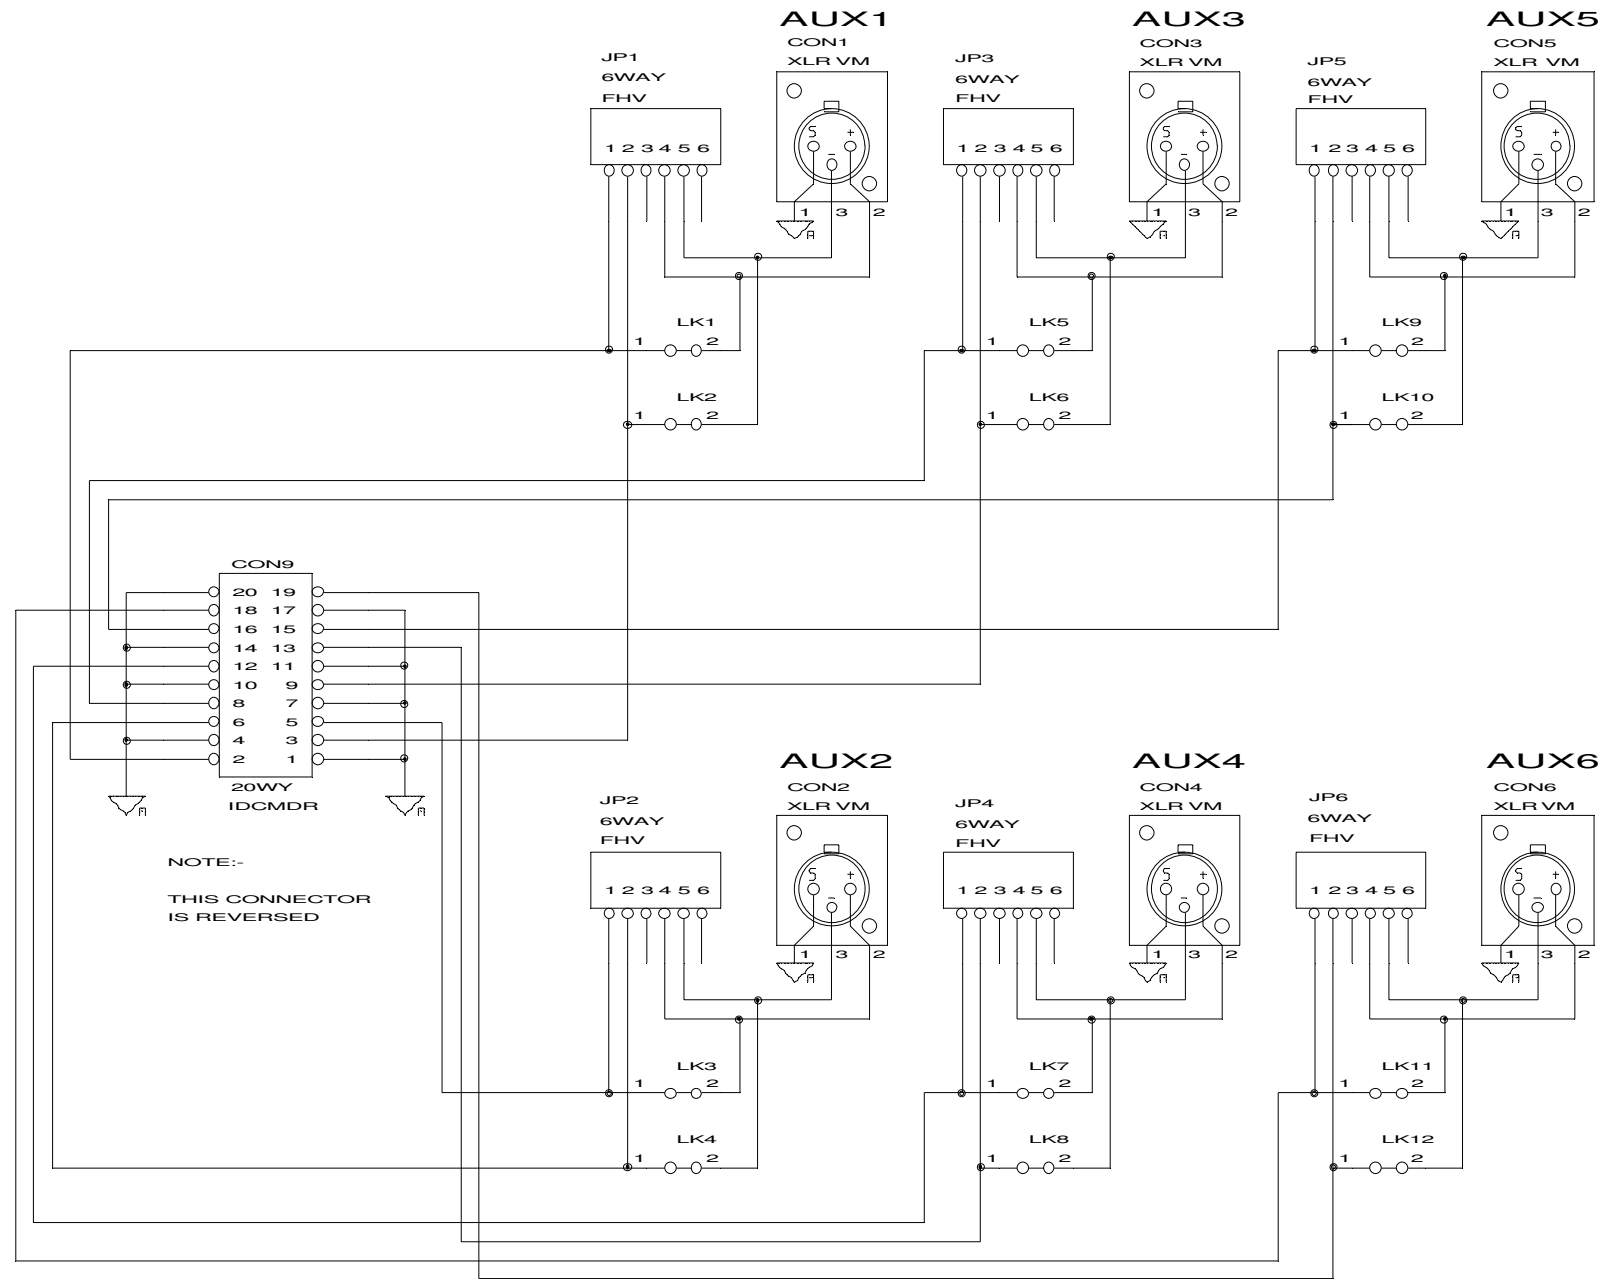 AUX1
CON1
XLR VM
JP1
6WAY
FHV
1 2 3 4 5 6
S - +
1 3 2
LK1
1 2
LK2
1 2
AUX3
CON3
XLR VM
JP3
6WAY
FHV
1 2 3 4 5 6
S - +
1 3 2
LK5
1 2
LK6
1 2
AUX5
CON5
XLR VM
JP5
6WAY
FHV
1 2 3 4 5 6
S - +
1 3 2
LK9
1 2
LK10
1 2
CON9
20 19
18 17
16 15
14 13
12 11
10 9
8 7
6 5
4 3
2 1
20WY
IDCMDR
NOTE:-
THIS CONNECTOR
IS REVERSED
AUX2
CON2
XLR VM
JP2
6WAY
FHV
1 2 3 4 5 6
S - +
1 3 2
LK3
1 2
LK4
1 2
AUX4
CON4
XLR VM
JP4
6WAY
FHV
1 2 3 4 5 6
S - +
1 3 2
LK7
1 2
LK8
1 2
AUX6
CON6
XLR VM
JP6
6WAY
FHV
1 2 3 4 5 6
S - +
1 3 2
LK11
1 2
LK12
1 2